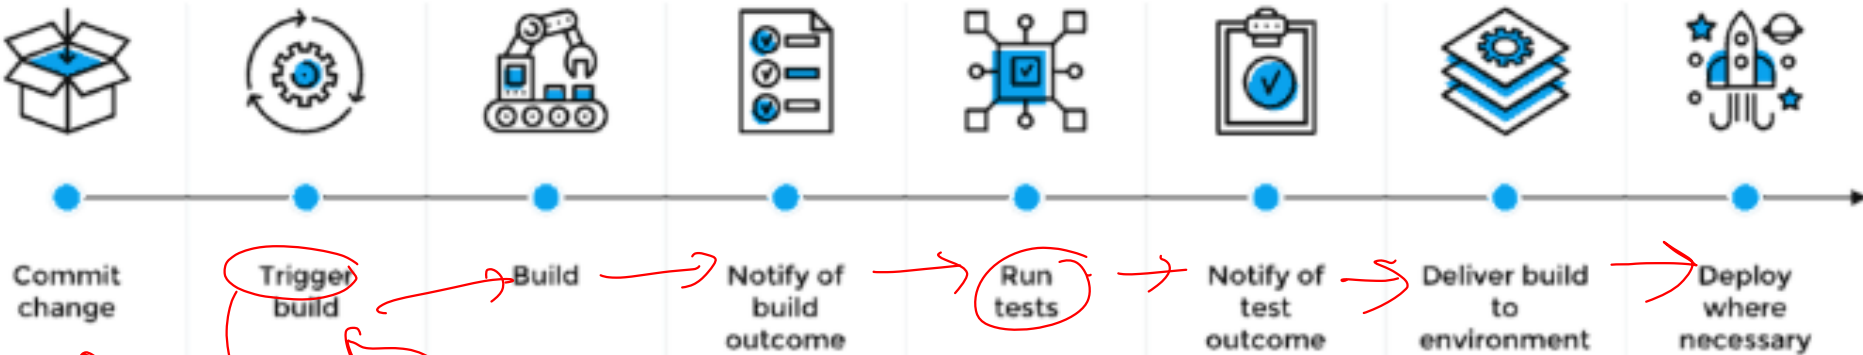 Commit
change
Trigger
build
Build
Notify of
build
outcome
Run
tests
Notify of
test
outcome
Deliver build
to
environment
Deploy
where
necessary